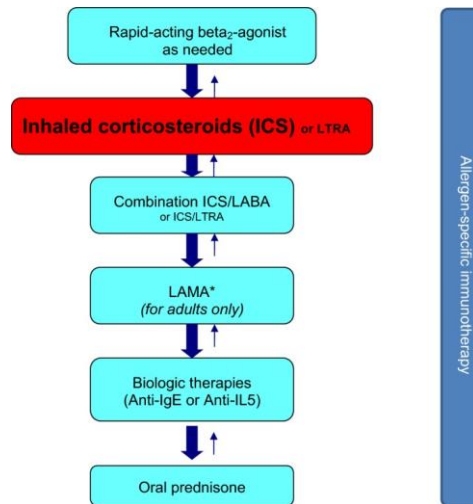 Rapid-acting beta₂-agonist
as needed
Inhaled corticosteroids (ICS) or LTRA
Combination ICS/LABA
or ICS/LTRA
LAMA*
(for adults only)
Biologic therapies
(Anti-IgE or Anti-IL5)
Oral prednisone
Allergen-specific immunotherapy